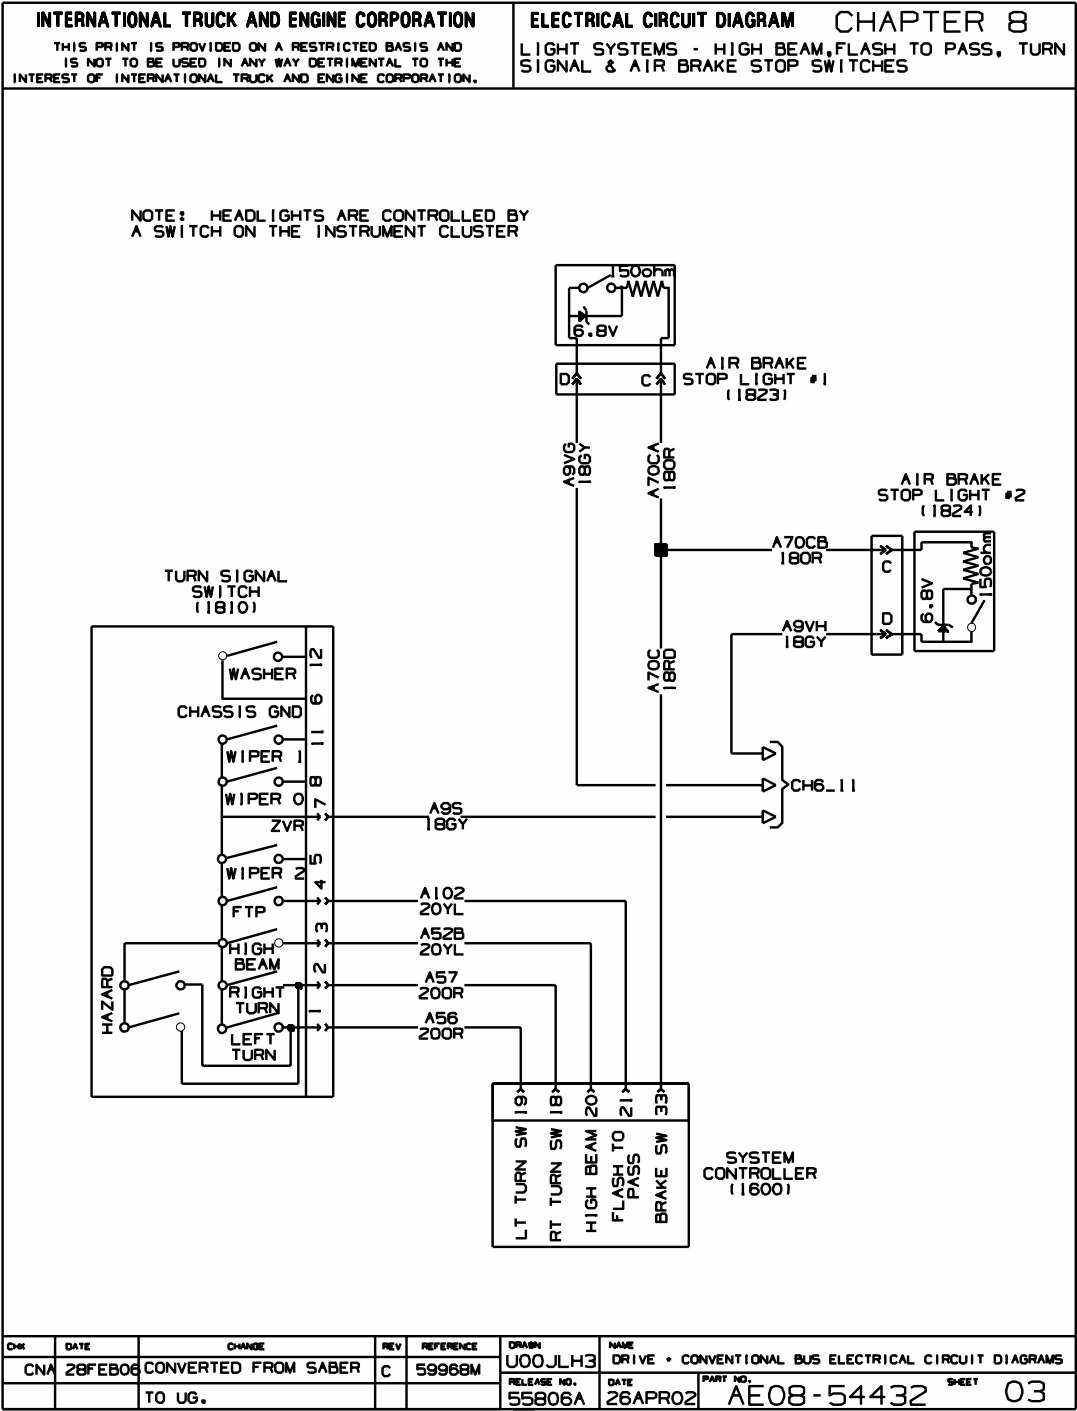 INTERNATIONAL TRUCK AND ENGINE CORPORATION
THIS PRINT IS PROVIDED ON A RESTRICTED BASIS AND
IS NOT TO BE USED IN ANY WAY DETRIMENTAL TO THE
INTEREST OF INTERNATIONAL TRUCK AND ENGINE CORPORATION.
ELECTRICAL CIRCUIT DIAGRAM CHAPTER 8
LIGHT SYSTEMS - HIGH BEAM,FLASH TO PASS, TURN
SIGNAL & AIR BRAKE STOP SWITCHES
NOTE: HEADLIGHTS ARE CONTROLLED BY
A SWITCH ON THE INSTRUMENT CLUSTER
150ohm
6.8V
D
C
AIR BRAKE
STOP LIGHT #1
(1823)
A9VG
18GY
A70CA
18OR
AIR BRAKE
STOP LIGHT #2
(1824)
A70CB
18OR
C
D
6.8V
150ohm
A9VH
18GY
A70C
18RD
CH6_11
TURN SIGNAL
SWITCH
(1810)
WASHER
12
CHASSIS GND
6
WIPER 1
11
WIPER 0
8
ZVR
7
A9S
18GY
WIPER 2
5
FTP
4
A102
20YL
HIGH
BEAM
3
A52B
20YL
RIGHT
TURN
2
A57
20OR
LEFT
TURN
1
A56
20OR
HAZARD
19
18
20
21
33
LT TURN SW
RT TURN SW
HIGH BEAM
FLASH TO
PASS
BRAKE SW
SYSTEM
CONTROLLER
(1600)
CHK
DATE
CHANGE
REV
REFERENCE
CNA
28FEB06
CONVERTED FROM SABER
C
59968M
TO UG.
DRAWN
U00JLH3
NAME
DRIVE • CONVENTIONAL BUS ELECTRICAL CIRCUIT DIAGRAMS
RELEASE NO.
55806A
DATE
26APR02
PART NO.
AE08-54432
SHEET
03